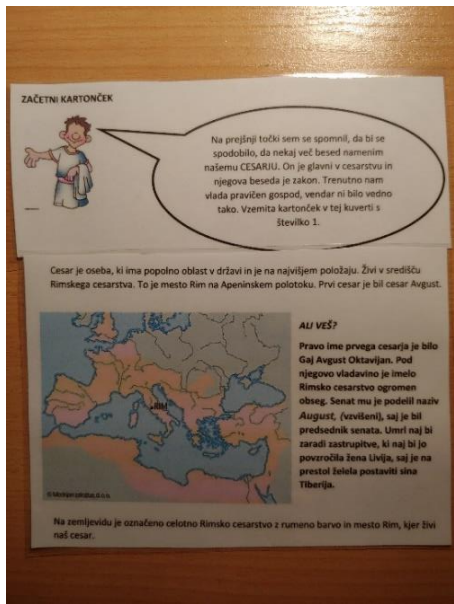 ZAČETNI KARTONČEK
Na prejšnji točki sem se spomnil, da bi se
spodobilo, da nekaj več besed namenim
našemu CESARJU. On je glavni v cesarstvu in
njegova beseda je zakon. Trenutno nam
vlada pravičen gospod, vendar ni bilo vedno
tako. Vzemita kartonček v tej kuverti s
številko 1.
Cesar je oseba, ki ima popolno oblast v državi in je na najvišjem položaju. Živi v središču
Rimskega cesarstva. To je mesto Rim na Apeninskem polotoku. Prvi cesar je bil cesar Avgust.
ALI VEŠ?
Pravo ime prvega cesarja je bilo
Gaj Avgust Oktavijan. Pod
njegovo vladavino je imelo
Rimsko cesarstvo ogromen
obseg. Senat mu je podelil naziv
August, (vzvišeni), saj je bil
predsednik senata. Umrl naj bi
zaradi zastrupitve, ki naj bi jo
povzročila žena Livija, saj je na
prestol želela postaviti sina
Tiberija.
RIM
Na zemljevidu je označeno celotno Rimsko cesarstvo z rumeno barvo in mesto Rim, kjer živi
naš cesar.